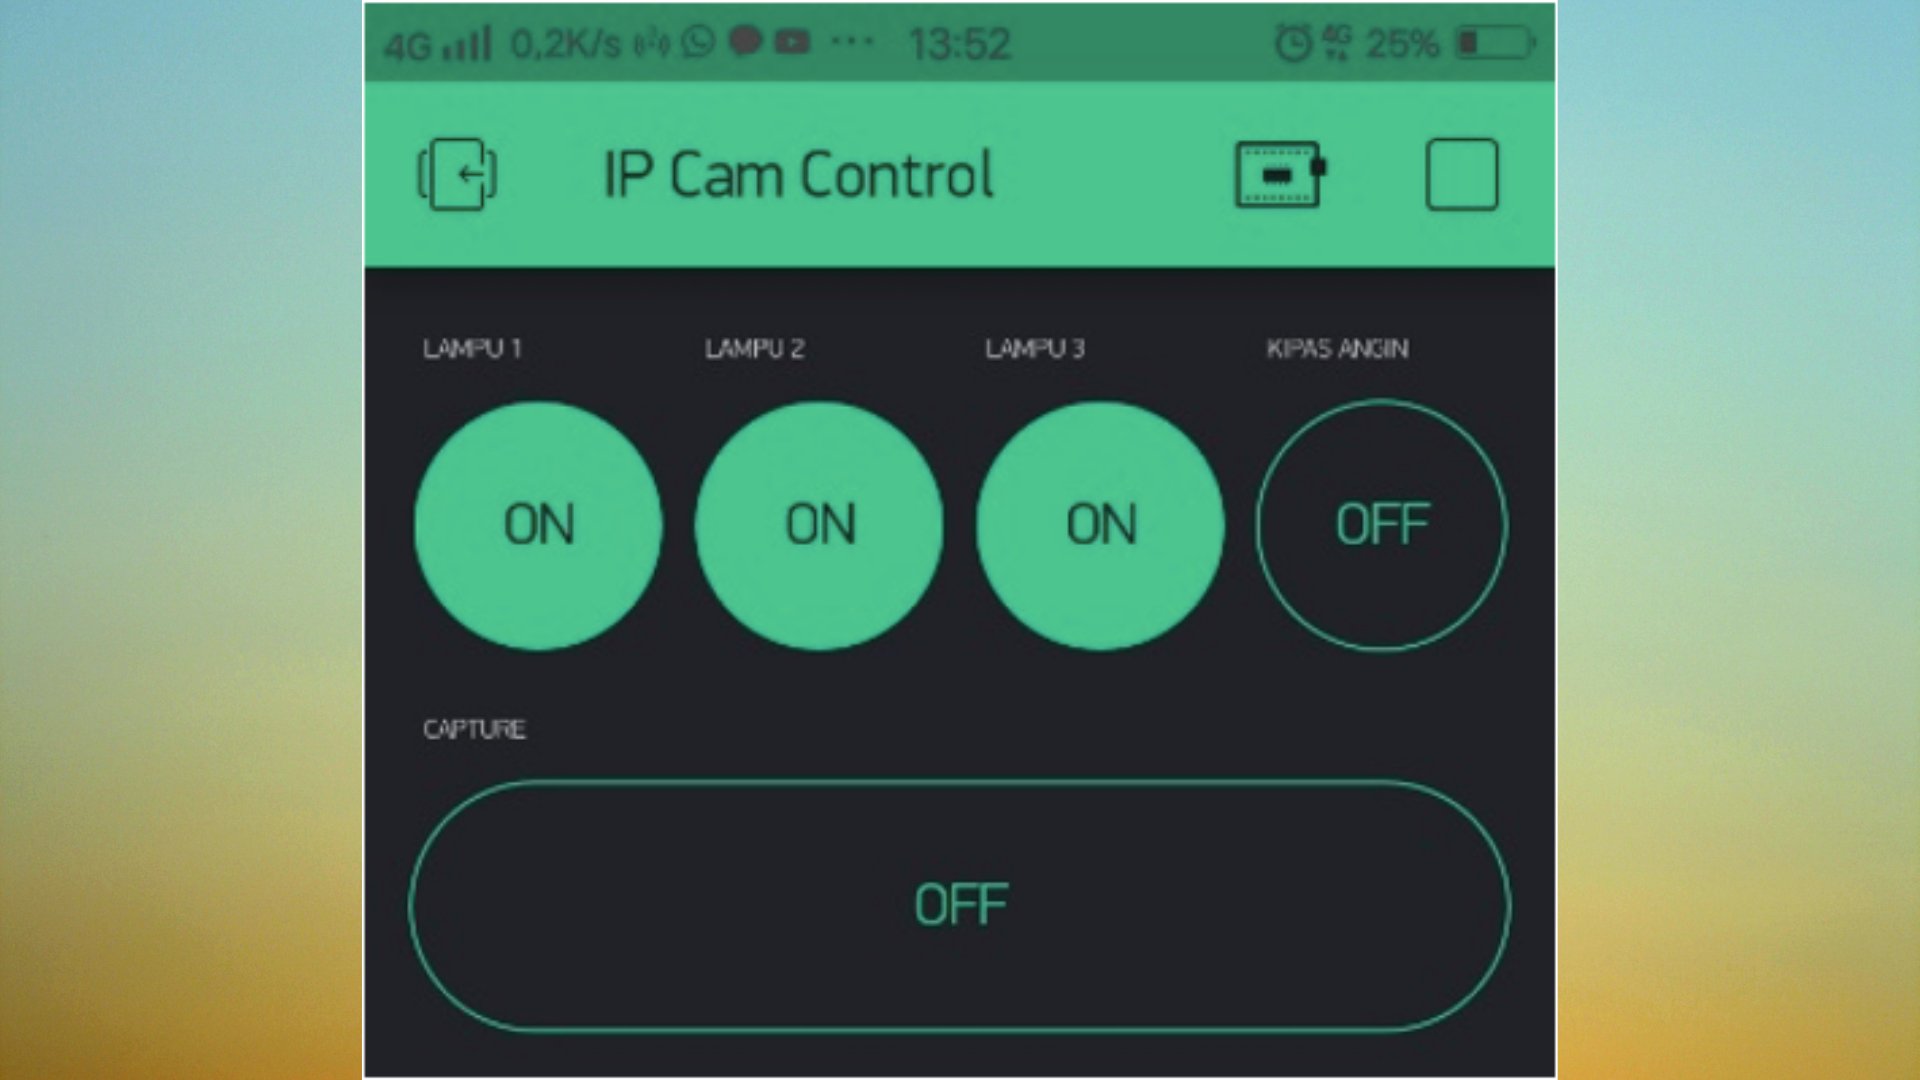 4G 0,2K/s ··· 13:52 4G 25%
IP Cam Control
LAMPU 1 LAMPU 2 LAMPU 3 KIPAS ANGIN
ON ON ON OFF
CAPTURE
OFF